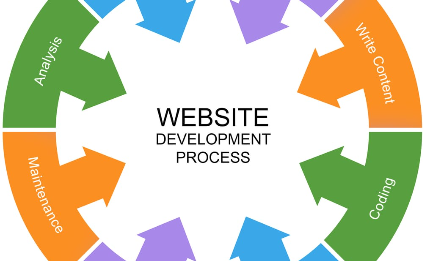 Analysis
Write Content
WEBSITE
DEVELOPMENT
PROCESS
Maintenance
Coding